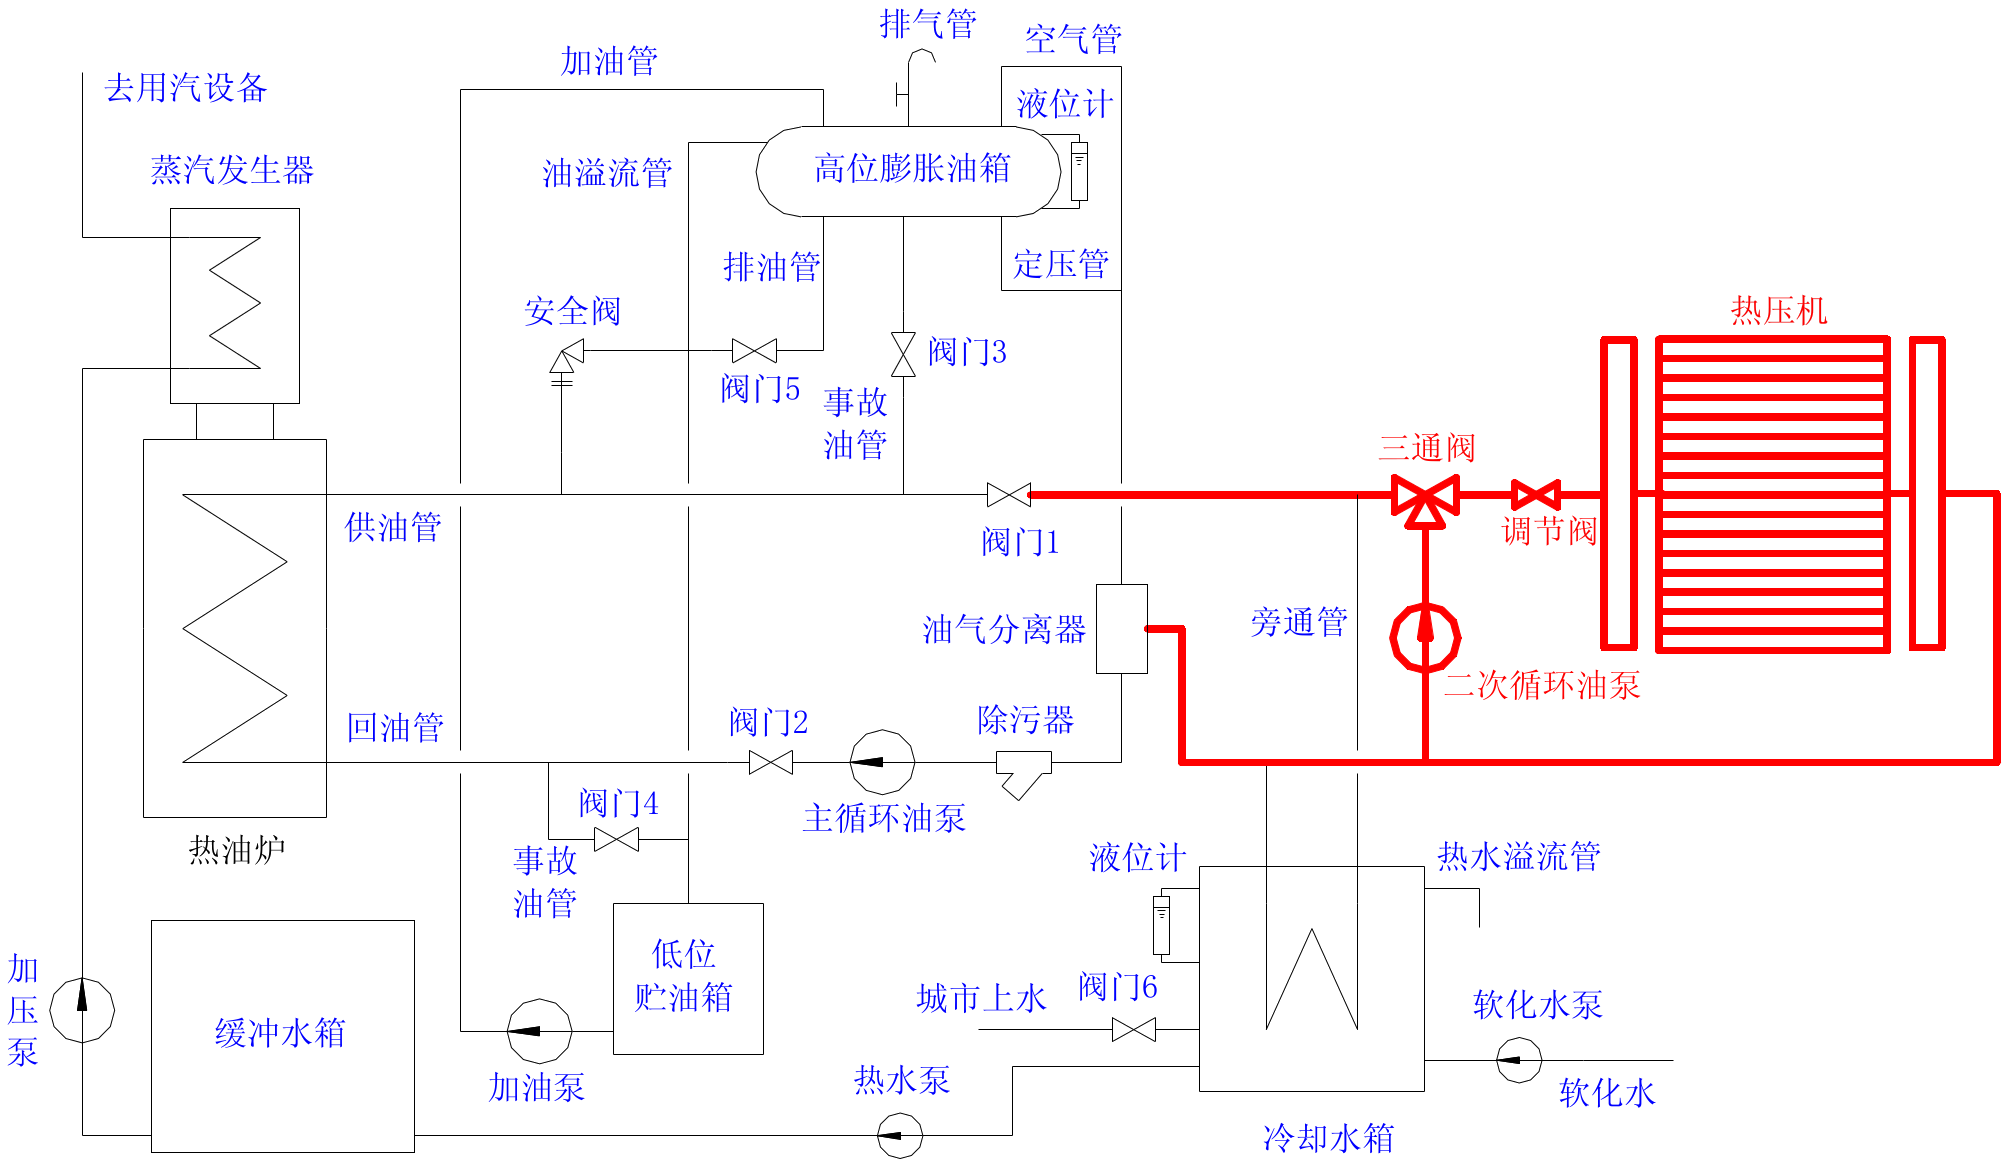 排气管
空气管
加油管
去用汽设备
液位计
蒸汽发生器
油溢流管
高位膨胀油箱
排油管
定压管
安全阀
热压机
阀门3
阀门5
事故
油管
三通阀
供油管
阀门1
调节阀
油气分离器
旁通管
二次循环油泵
回油管
阀门2
除污器
阀门4
主循环油泵
热油炉
事故
油管
液位计
热水溢流管
低位
贮油箱
加
压
泵
城市上水
阀门6
软化水泵
缓冲水箱
加油泵
热水泵
软化水
冷却水箱